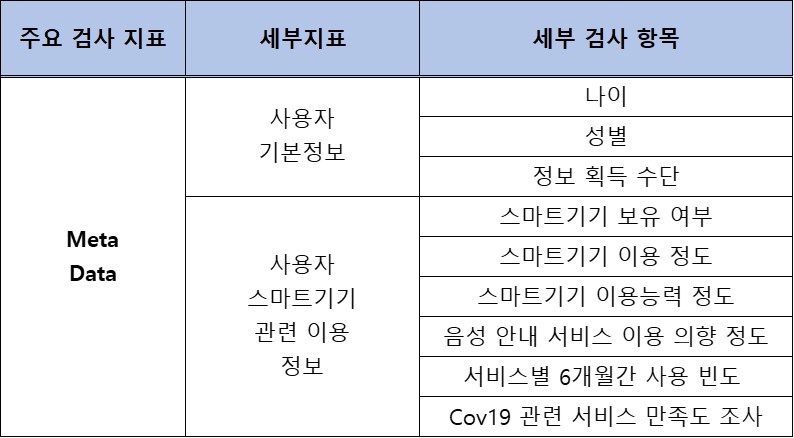 주요 검사 지표 세부지표 세부 검사 항목
Meta
Data
사용자
기본정보
나이
성별
정보 획득 수단
사용자
스마트기기
관련 이용
정보
스마트기기 보유 여부
스마트기기 이용 정도
스마트기기 이용능력 정도
음성 안내 서비스 이용 의향 정도
서비스별 6개월간 사용 빈도
Cov19 관련 서비스 만족도 조사